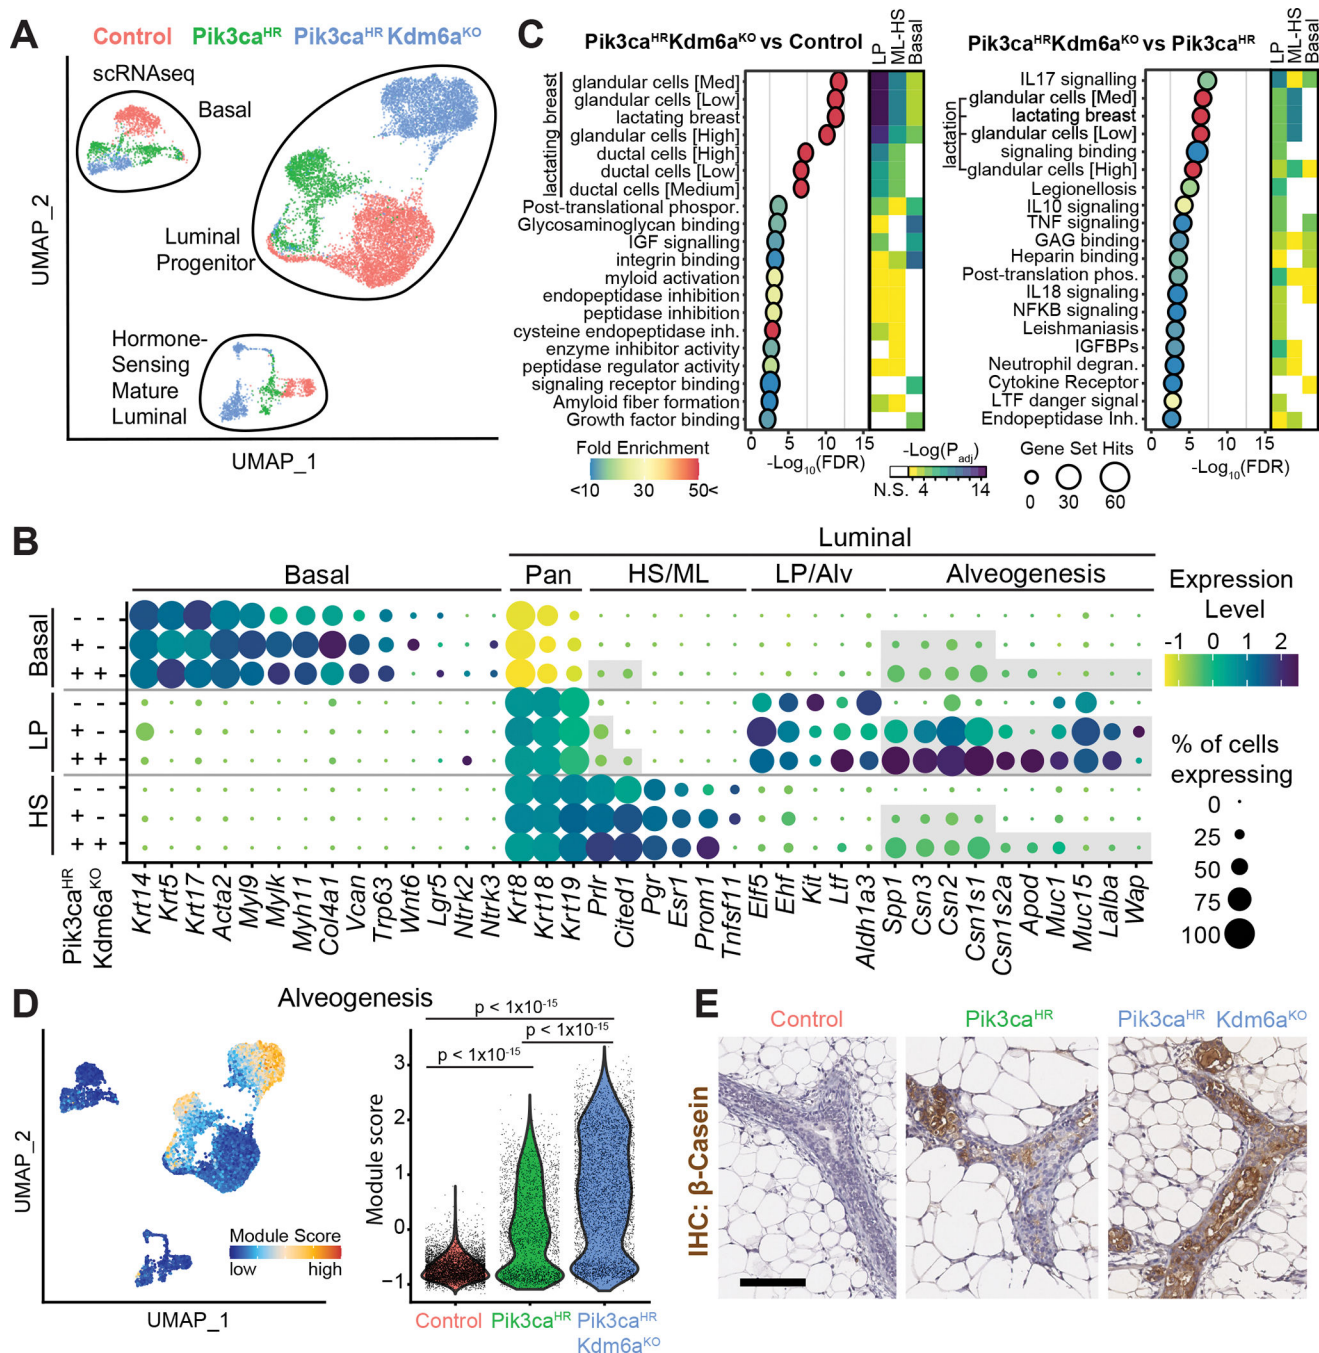 A
Control Pik3caHR Pik3caHR Kdm6aKO
scRNAseq
Basal
Luminal
Progenitor
Hormone-
Sensing
Mature
Luminal
UMAP_2
UMAP_1
C
Pik3caHRKdm6aKO vs Control
LP
ML-HS
Basal
lactating breast
glandular cells [Med]
glandular cells [Low]
lactating breast
glandular cells [High]
ductal cells [High]
ductal cells [Low]
ductal cells [Medium]
Post-translational phospor.
Glycosaminoglycan binding
IGF signalling
integrin binding
myloid activation
endopeptidase inhibition
peptidase inhibition
cysteine endopeptidase inh.
enzyme inhibitor activity
peptidase regulator activity
signaling receptor binding
Amyloid fiber formation
Growth factor binding
0 5 10 15
-Log10(FDR)
Fold Enrichment
<10 30 50<
-Log(Padj)
N.S. 4 14
Pik3caHRKdm6aKO vs Pik3caHR
LP
ML-HS
Basal
lactation
IL17 signalling
glandular cells [Med]
lactating breast
glandular cells [Low]
signaling binding
glandular cells [High]
Legionellosis
IL10 signaling
TNF signaling
GAG binding
Heparin binding
Post-translation phos.
IL18 signaling
NFKB signaling
Leishmaniasis
IGFBPs
Neutrophil degran.
Cytokine Receptor
LTF danger signal
Endopeptidase Inh.
0 5 10 15
-Log10(FDR)
Gene Set Hits
0 30 60
B
Luminal
Basal Pan HS/ML LP/Alv Alveogenesis
Basal
- -
+ -
+ +
LP
- -
+ -
+ +
HS
- -
+ -
+ +
Pik3caHR
Kdm6aKO
Krt14 Krt5 Krt17 Acta2 Myl9 Mylk Myh11 Col4a1 Vcan Trp63 Wnt6 Lgr5 Ntrk2 Ntrk3 Krt8 Krt18 Krt19 Prlr Cited1 Pgr Esr1 Prom1 Tnfsf11 Elf5 Ehf Kit Ltf Aldh1a3 Spp1 Csn3 Csn2 Csn1s1 Csn1s2a Apod Muc1 Muc15 Lalba Wap
Expression
Level
-1 0 1 2
% of cells
expressing
0
25
50
75
100
D
Alveogenesis
UMAP_2
UMAP_1
Module Score
low high
p < 1x10-15
p < 1x10-15
p < 1x10-15
Module score
3
2
1
0
−1
Control Pik3caHR Pik3caHR
Kdm6aKO
E
Control Pik3caHR Pik3caHR Kdm6aKO
IHC: β-Casein